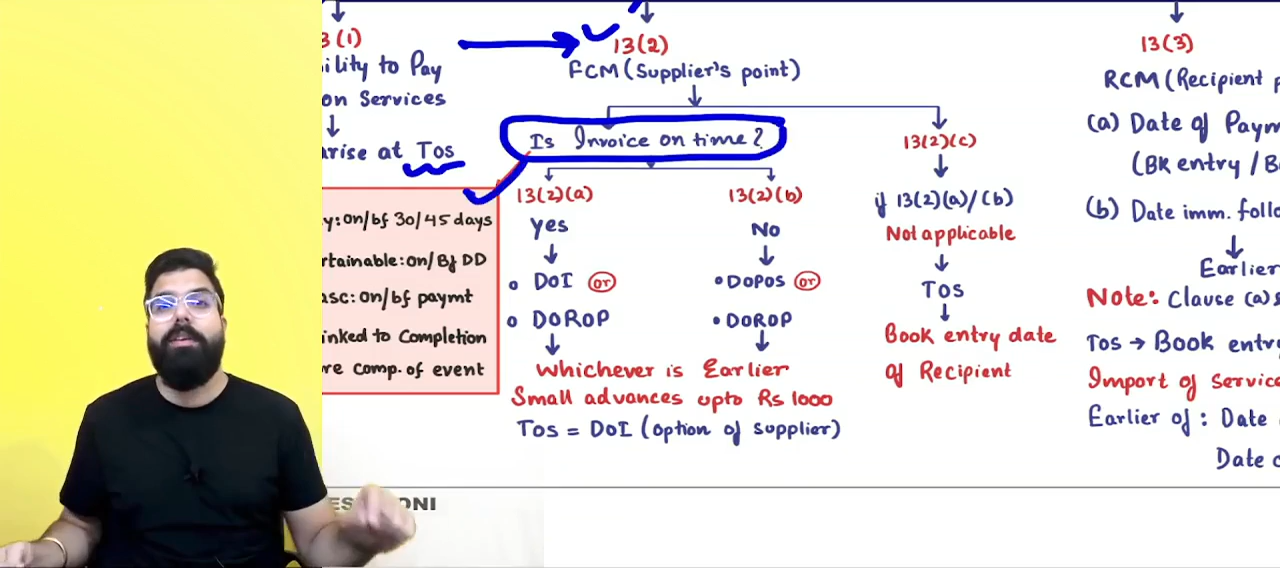 3(1)
ility to Pay
on Services
arise at Tos
y: on/bf 30/45 days
rtainable: on/Bf DD
asc: on/bf paymt
inked to Completion
re comp. of event
13(2)
FCM (Supplier's point)
Is Invoice on time?
13(2)(a)
Yes
DOI or
DOROP
13(2)(b)
No
DOPOS or
DOROP
Whichever is Earlier
Small advances upto Rs 1000
TOS = DOI (option of supplier)
13(2)(c)
if 13(2)(a)/(b)
Not applicable
TOS
Book entry date
of Recipient
13(3)
RCM (Recipient
(a) Date of Paym
(BK entry / B
(b) Date imm. follo
Earlier
Note: Clause (a)
Tos → Book entry
Import of service
Earlier of : Date
Date
ONI